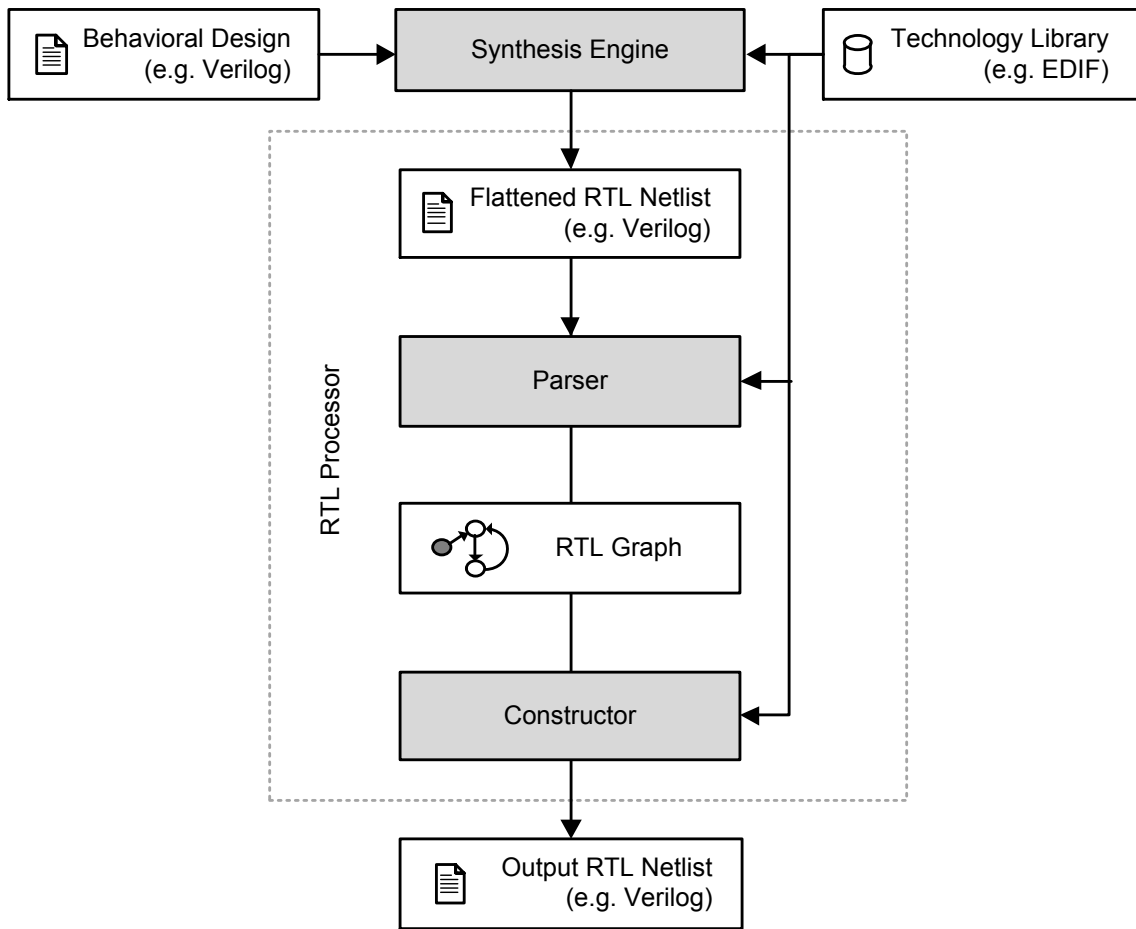 Behavioral Design
(e.g. Verilog)
Synthesis Engine
Technology Library
(e.g. EDIF)
Flattened RTL Netlist
(e.g. Verilog)
Parser
RTL Processor
RTL Graph
Constructor
Output RTL Netlist
(e.g. Verilog)